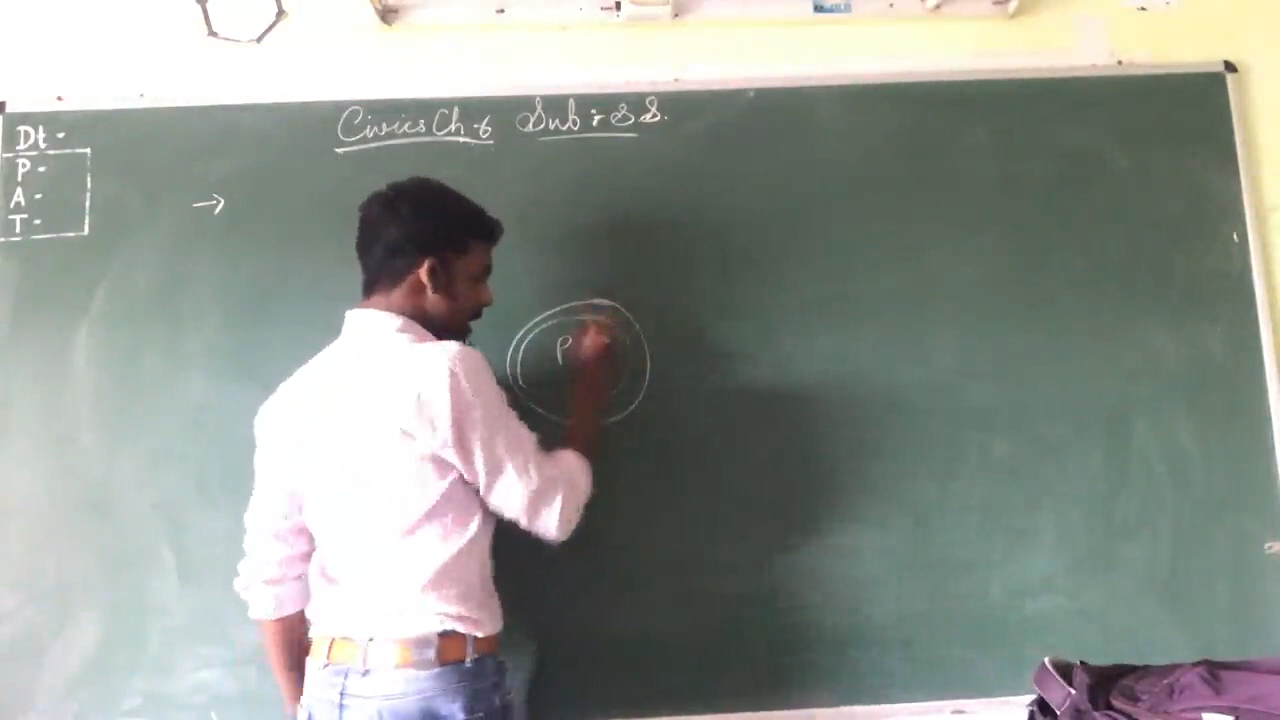 Civics Ch-6 Sub : S S.
Dt -
P -
A -
T -
→
P